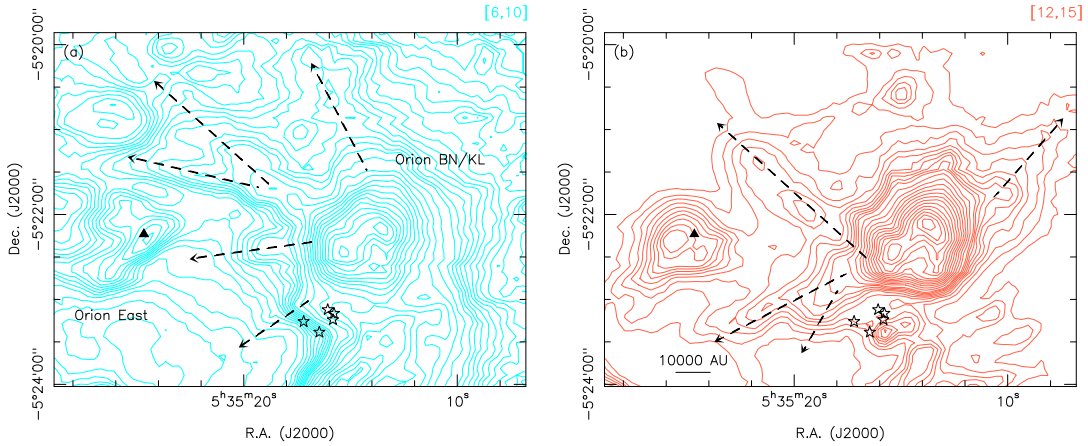 [6,10]
(a)
−5°20'00"
−5°22'00"
−5°24'00"
Dec. (J2000)
Orion BN/KL
Orion East
5ʰ35ᵐ20ˢ
10ˢ
R.A. (J2000)
[12,15]
(b)
−5°20'00"
−5°22'00"
−5°24'00"
Dec. (J2000)
10000 AU
5ʰ35ᵐ20ˢ
10ˢ
R.A. (J2000)